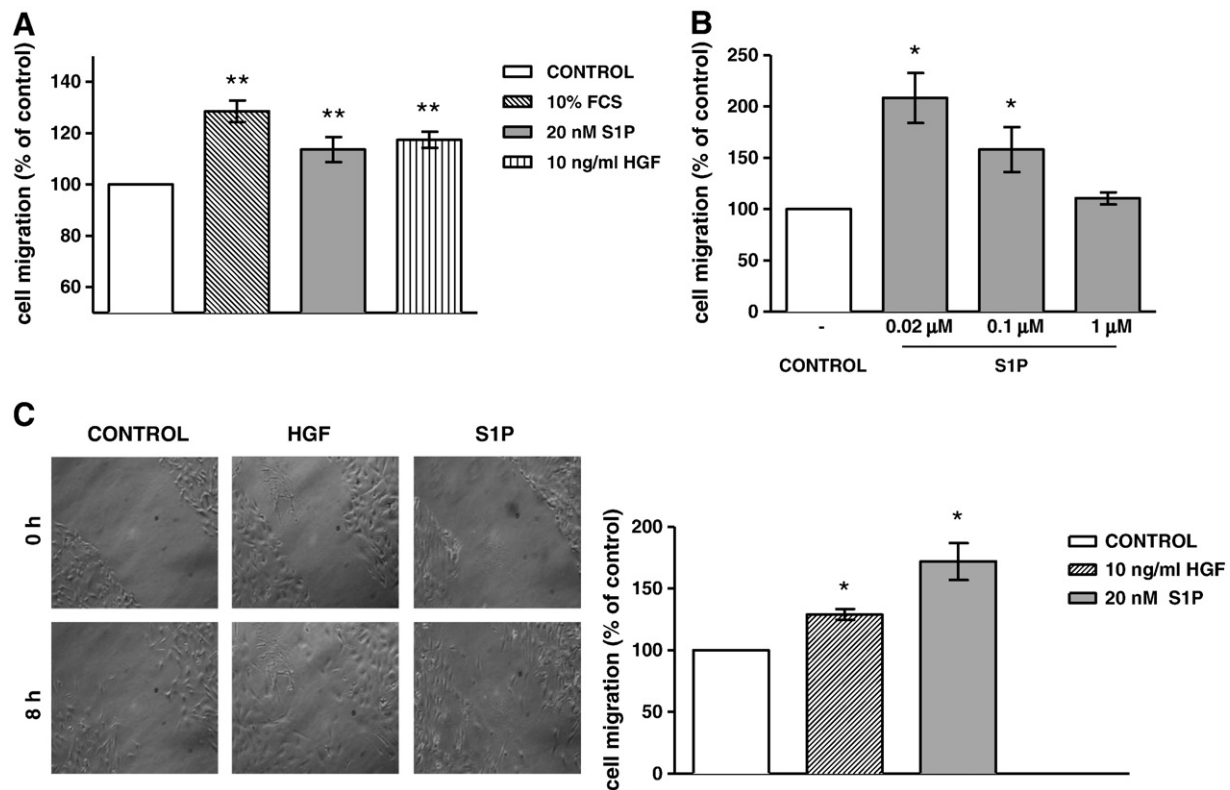 A
cell migration (% of control)
140
120
100
80
60
**
**
**
CONTROL
10% FCS
20 nM S1P
10 ng/ml HGF
B
cell migration (% of control)
250
200
150
100
50
0
*
*
-
0.02 μM
0.1 μM
1 μM
CONTROL
S1P
C
CONTROL
HGF
S1P
0 h
8 h
cell migration (% of control)
200
150
100
50
0
*
*
CONTROL
10 ng/ml HGF
20 nM S1P